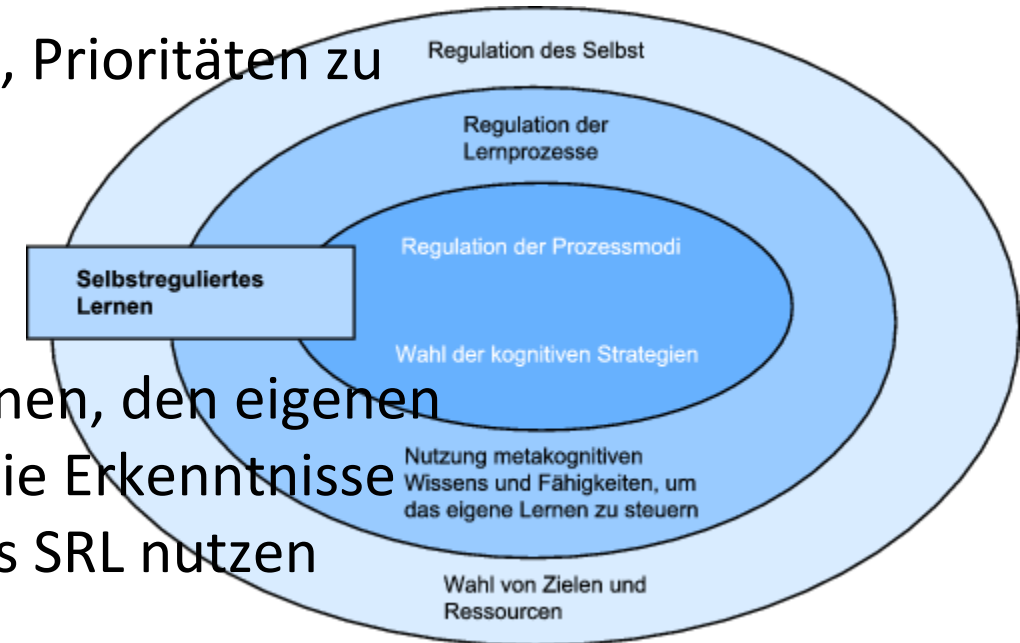 , Prioritäten zu
Regulation des Selbst
Regulation der
Lernprozesse
Regulation der Prozessmodi
Selbstreguliertes
Lernen
Wahl der kognitiven Strategien
nen, den eigenen
ie Erkenntnisse
s SRL nutzen
Nutzung metakognitiven
Wissens und Fähigkeiten, um
das eigene Lernen zu steuern
Wahl von Zielen und
Ressourcen